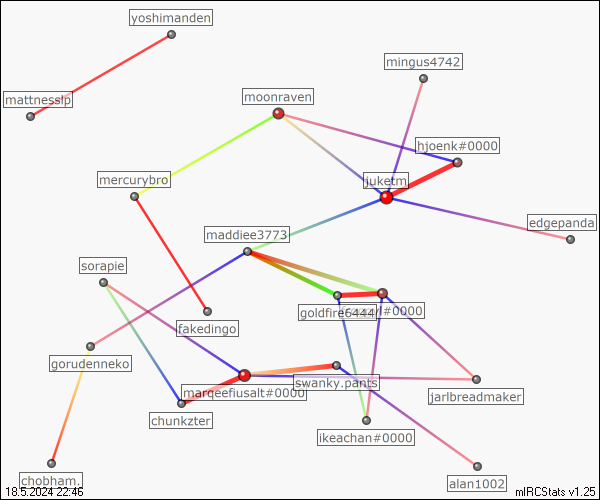 yoshimanden
mingus4742
mattnesslp
moonraven
hjoenk#0000
mercurybro
juketm
edgepanda
maddiee3773
sorapie
goldfire6444
l#0000
fakedingo
gorudenneko
swanky.pants
marqeefiusalt#0000
jarlbreadmaker
chunkzter
ikeachan#0000
chobham.
alan1002
18.5.2024 22:46
mIRCStats v1.25